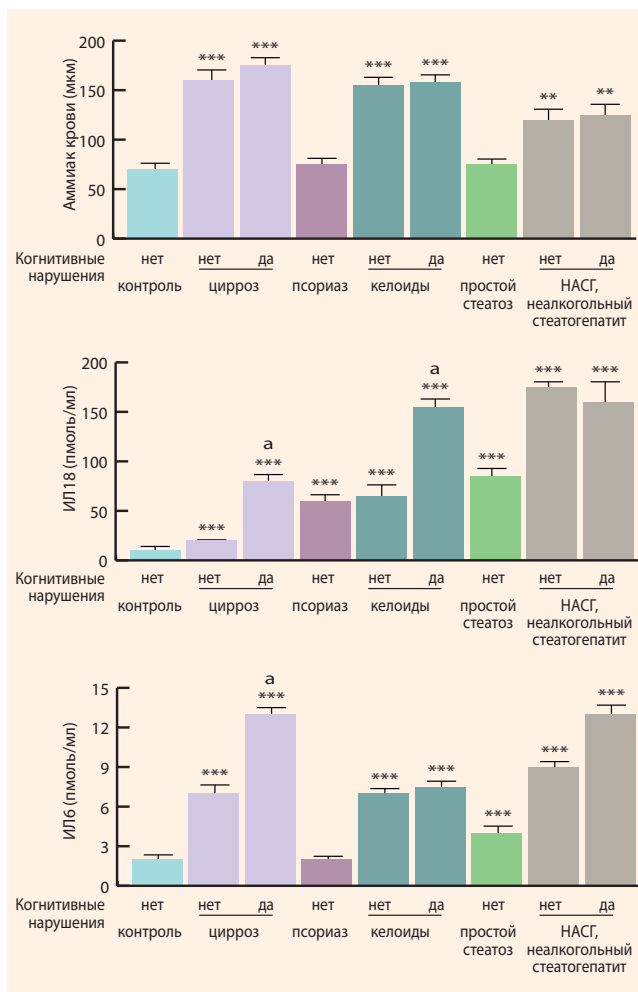 Аммиак крови (мкм)
200
150
100
50
0
*** *** *** *** ** **
Когнитивные нарушения
нет нет да нет нет да нет нет да
контроль цирроз псориаз келоиды простой стеатоз НАСГ, неалкогольный стеатогепатит
ИЛ18 (пмоль/мл)
200
150
100
50
0
а а
*** *** *** *** *** *** *** ***
Когнитивные нарушения
нет нет да нет нет да нет нет да
контроль цирроз псориаз келоиды простой стеатоз НАСГ, неалкогольный стеатогепатит
ИЛ6 (пмоль/мл)
15
12
9
6
3
0
а
*** *** *** *** *** *** ***
Когнитивные нарушения
нет нет да нет нет да нет нет да
контроль цирроз псориаз келоиды простой стеатоз НАСГ, неалкогольный стеатогепатит